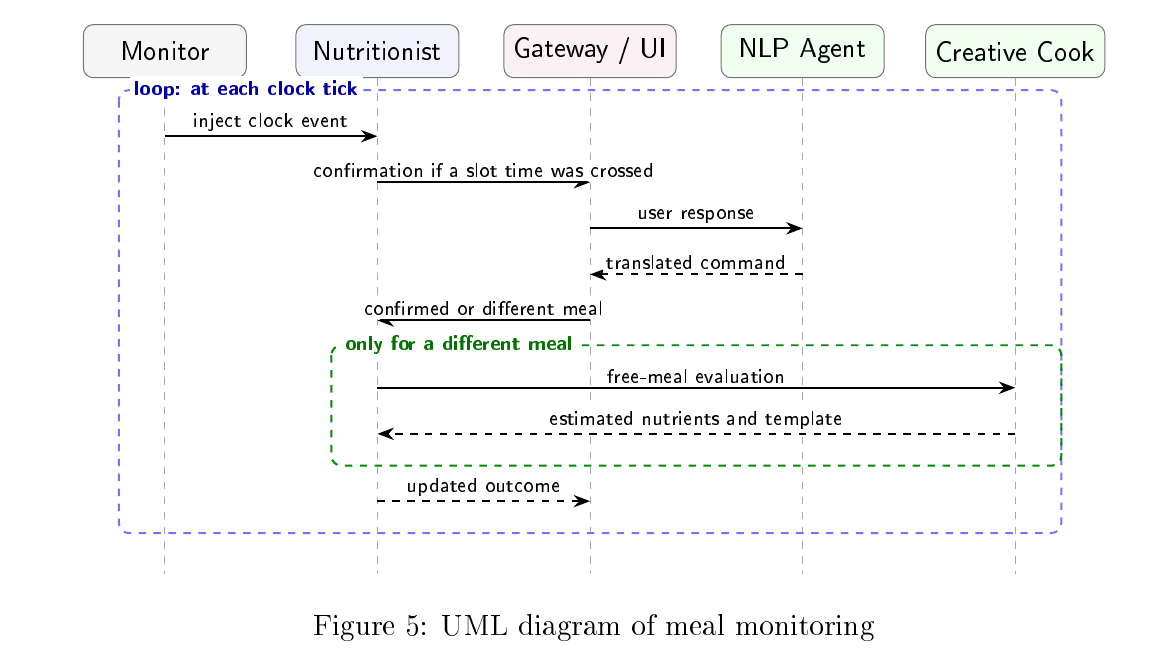 Monitor
Nutritionist
Gateway / UI
NLP Agent
Creative Cook
loop: at each clock tick
inject clock event
confirmation if a slot time was crossed
user response
translated command
confirmed or different meal
only for a different meal
free-meal evaluation
estimated nutrients and template
updated outcome
Figure 5: UML diagram of meal monitoring